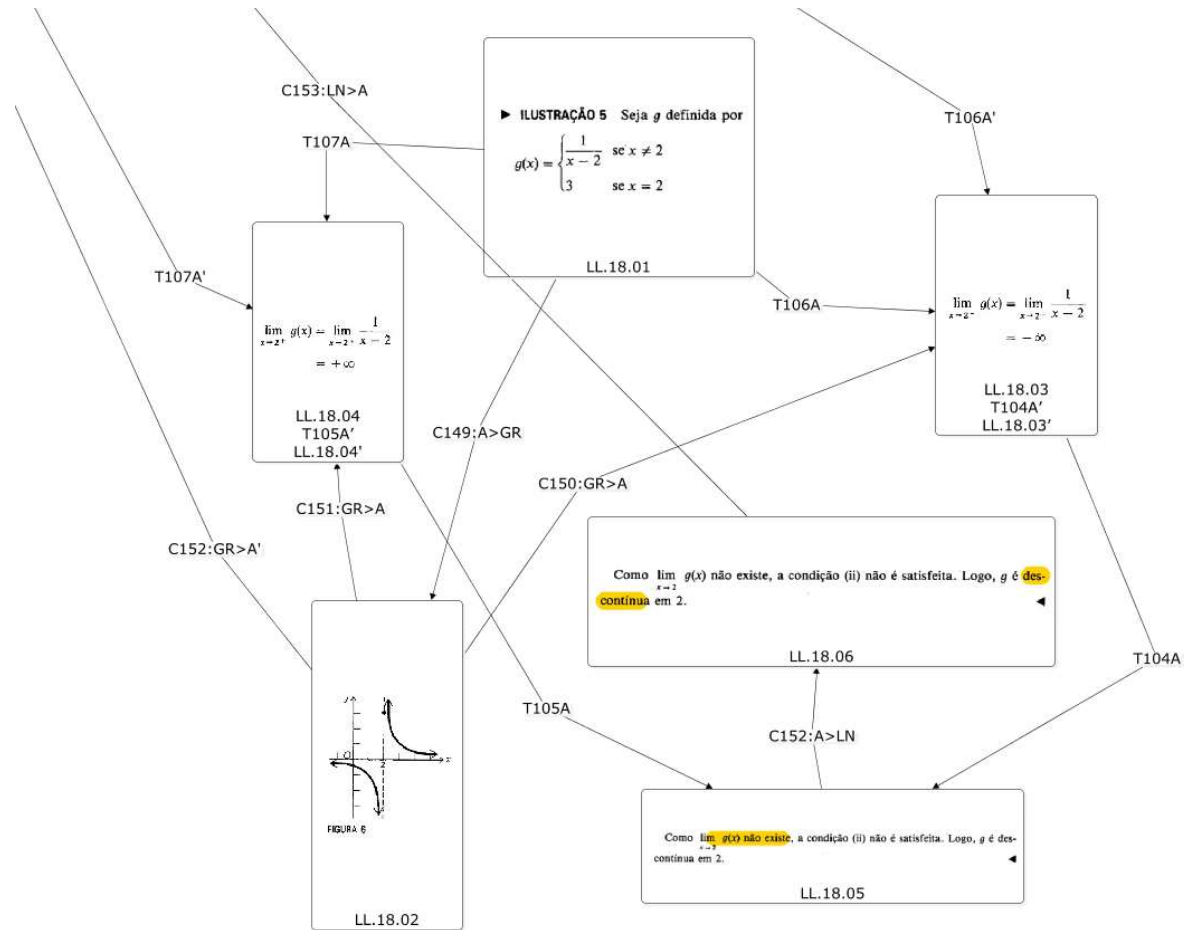 C153:LN>A
T107A
► ILUSTRAÇÃO 5 Seja g definida por
g(x) = { 1/(x − 2) se x ≠ 2
3 se x = 2
LL.18.01
T106A'
T107A'
T106A
lim x→2⁺ g(x) = lim x→2⁺ 1/(x − 2)
= +∞
LL.18.04
T105A′
LL.18.04'
lim x→2⁻ g(x) = lim x→2⁻ 1/(x − 2)
= −∞
LL.18.03
T104A′
LL.18.03′
C149:A>GR
C150:GR>A
C151:GR>A
C152:GR>A'
Como lim x→2 g(x) não existe, a condição (ii) não é satisfeita. Logo, g é des-
contínua em 2. ◄
LL.18.06
T104A
T105A
C152:A>LN
y
O
2
x
FIGURA 6
LL.18.02
Como lim x→2 g(x) não existe, a condição (ii) não é satisfeita. Logo, g é des-
contínua em 2. ◄
LL.18.05